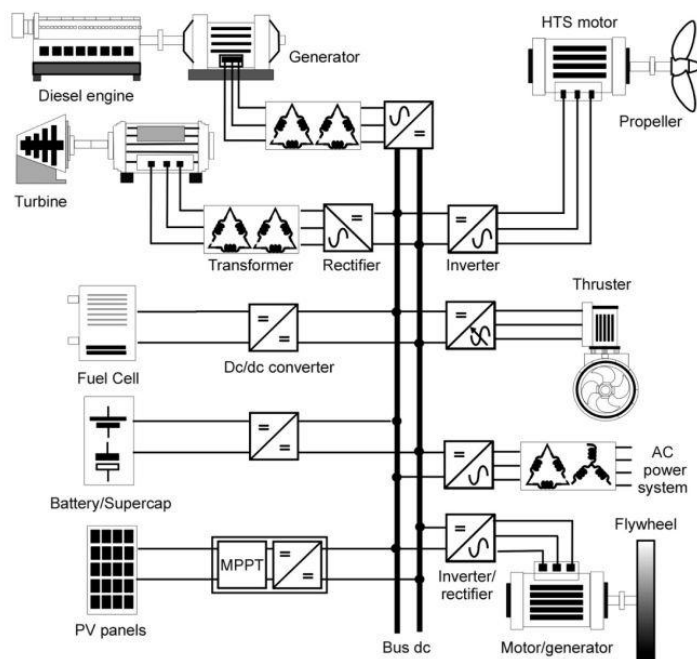 HTS motor
Generator
Diesel engine
Propeller
Turbine
Transformer
Rectifier
Inverter
Thruster
Fuel Cell
Dc/dc converter
Battery/Supercap
AC
power
system
Flywheel
MPPT
Inverter/
rectifier
PV panels
Bus dc
Motor/generator